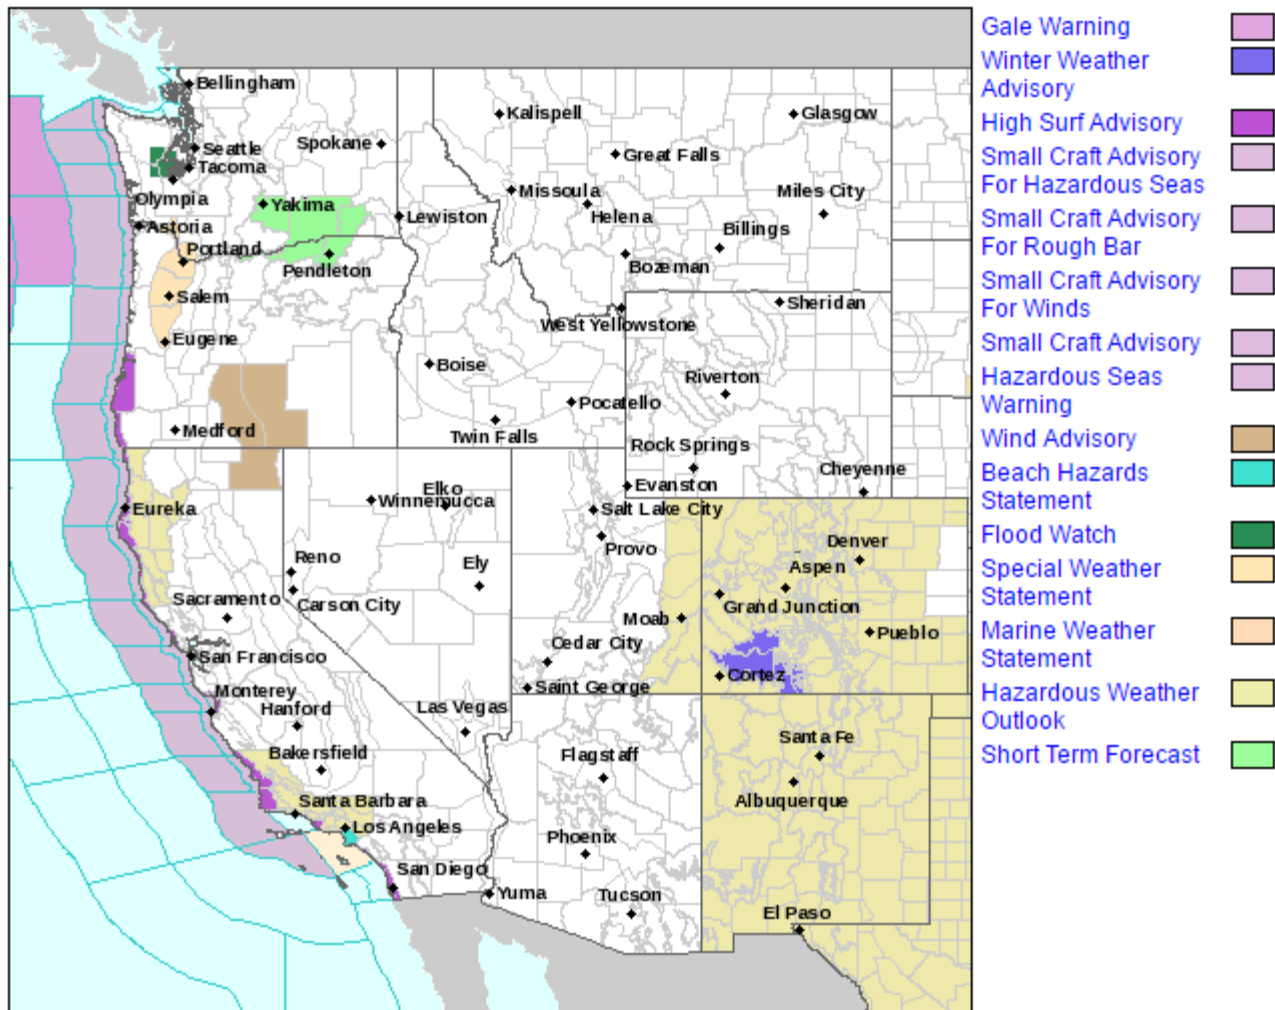 Bellingham
Kalispell
Glasgow
Spokane
Seattle
Great Falls
Tacoma
Missoula
Miles City
Olympia
Yakima
Helena
Lewiston
Astoria
Billings
Portland
Pendleton
Bozeman
Salem
Sheridan
West Yellowstone
Eugene
Boise
Riverton
Pocatello
Medford
Twin Falls
Rock Springs
Cheyenne
Elko
Evanston
Winnemucca
Eureka
Salt Lake City
Denver
Provo
Reno
Ely
Aspen
Sacramento
Carson City
Grand Junction
Moab
Pueblo
Cedar City
San Francisco
Cortez
Saint George
Monterey
Hanford
Las Vegas
Santa Fe
Bakersfield
Flagstaff
Santa Barbara
Albuquerque
Los Angeles
Phoenix
San Diego
Yuma
Tucson
El Paso
Gale Warning
Winter Weather
Advisory
High Surf Advisory
Small Craft Advisory
For Hazardous Seas
Small Craft Advisory
For Rough Bar
Small Craft Advisory
For Winds
Small Craft Advisory
Hazardous Seas
Warning
Wind Advisory
Beach Hazards
Statement
Flood Watch
Special Weather
Statement
Marine Weather
Statement
Hazardous Weather
Outlook
Short Term Forecast